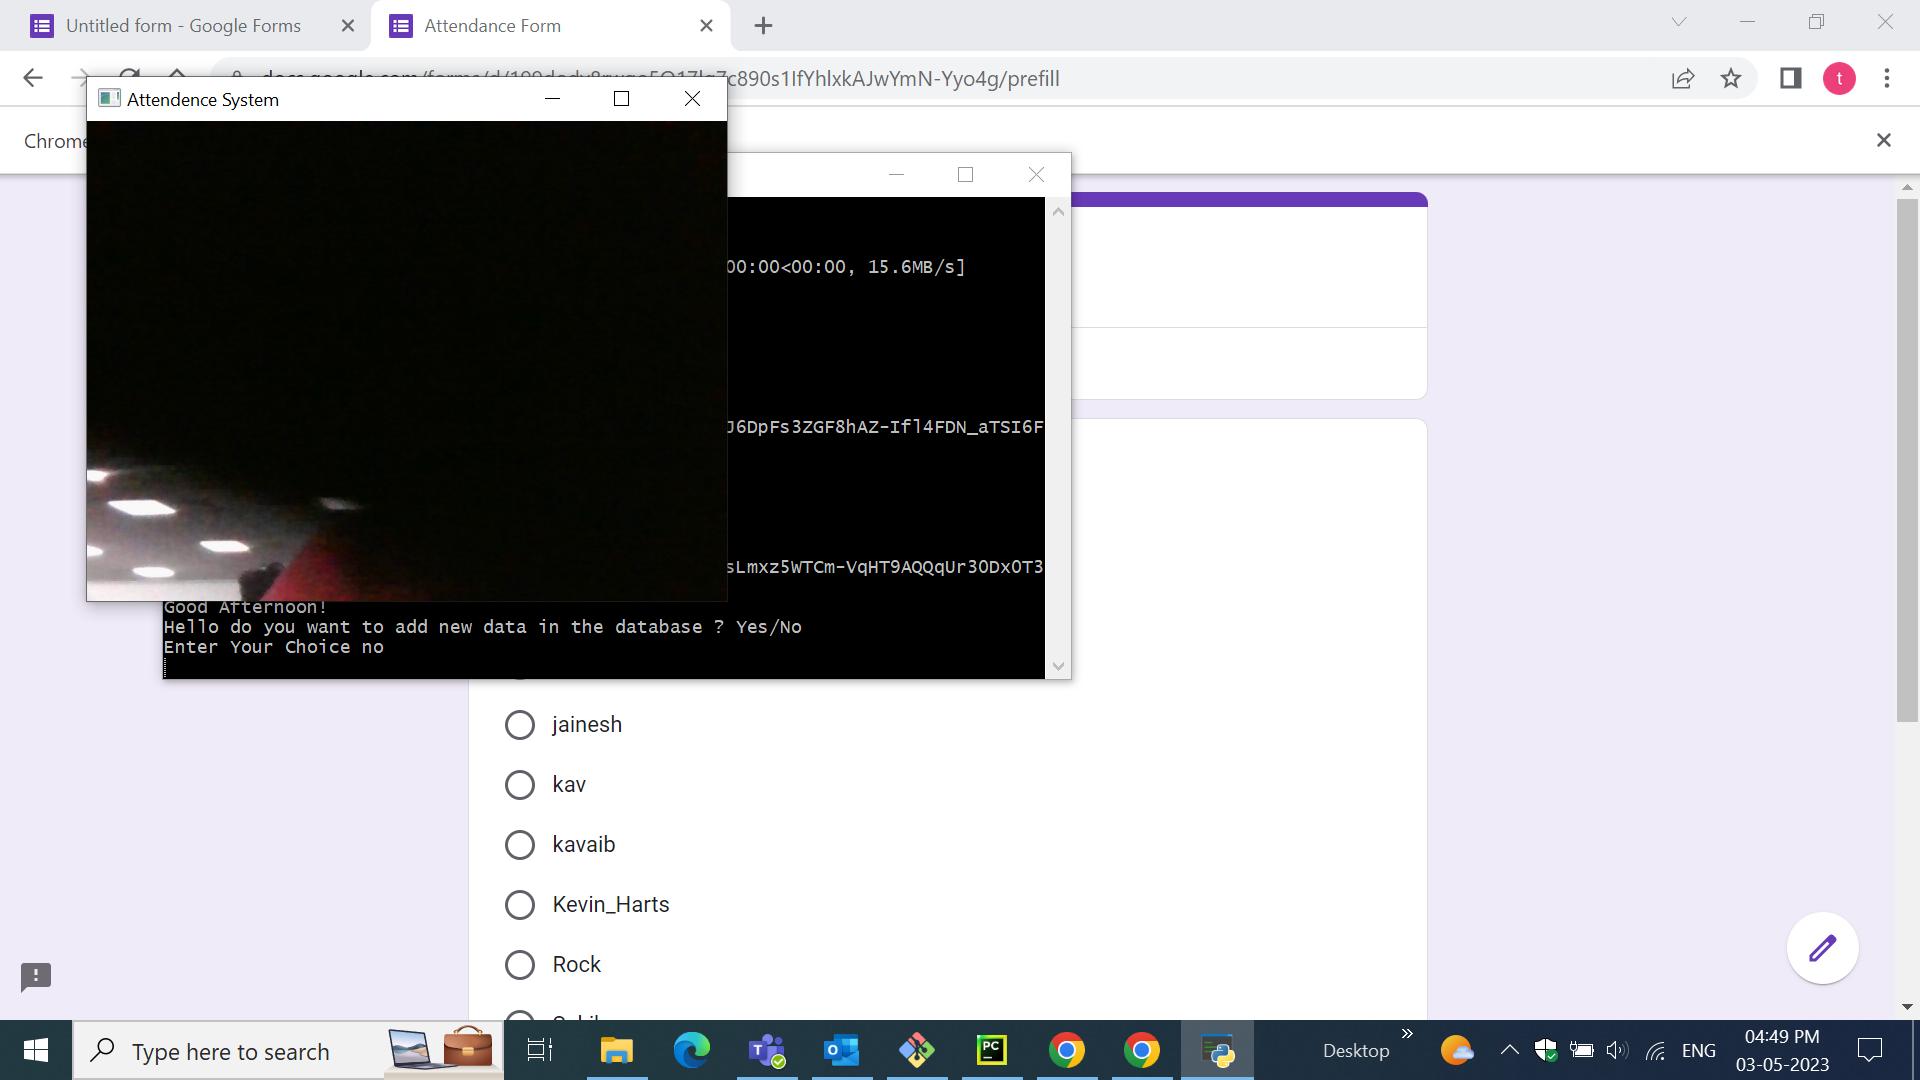 Untitled form - Google Forms
Attendance Form
c890s1IfYhlxkAJwYmN-Yyo4g/prefill
t
Attendence System
Chrome
00:00<00:00, 15.6MB/s]
J6DpFs3ZGF8hAZ-Ifl4FDN_aTSI6F
sLmxz5WTCm-VqHT9AQQqUr3ODxOT3
Good Afternoon!
Hello do you want to add new data in the database ? Yes/No
Enter Your Choice no
jainesh
kav
kavaib
Kevin_Harts
Rock
Type here to search
Desktop
ENG
04:49 PM
03-05-2023